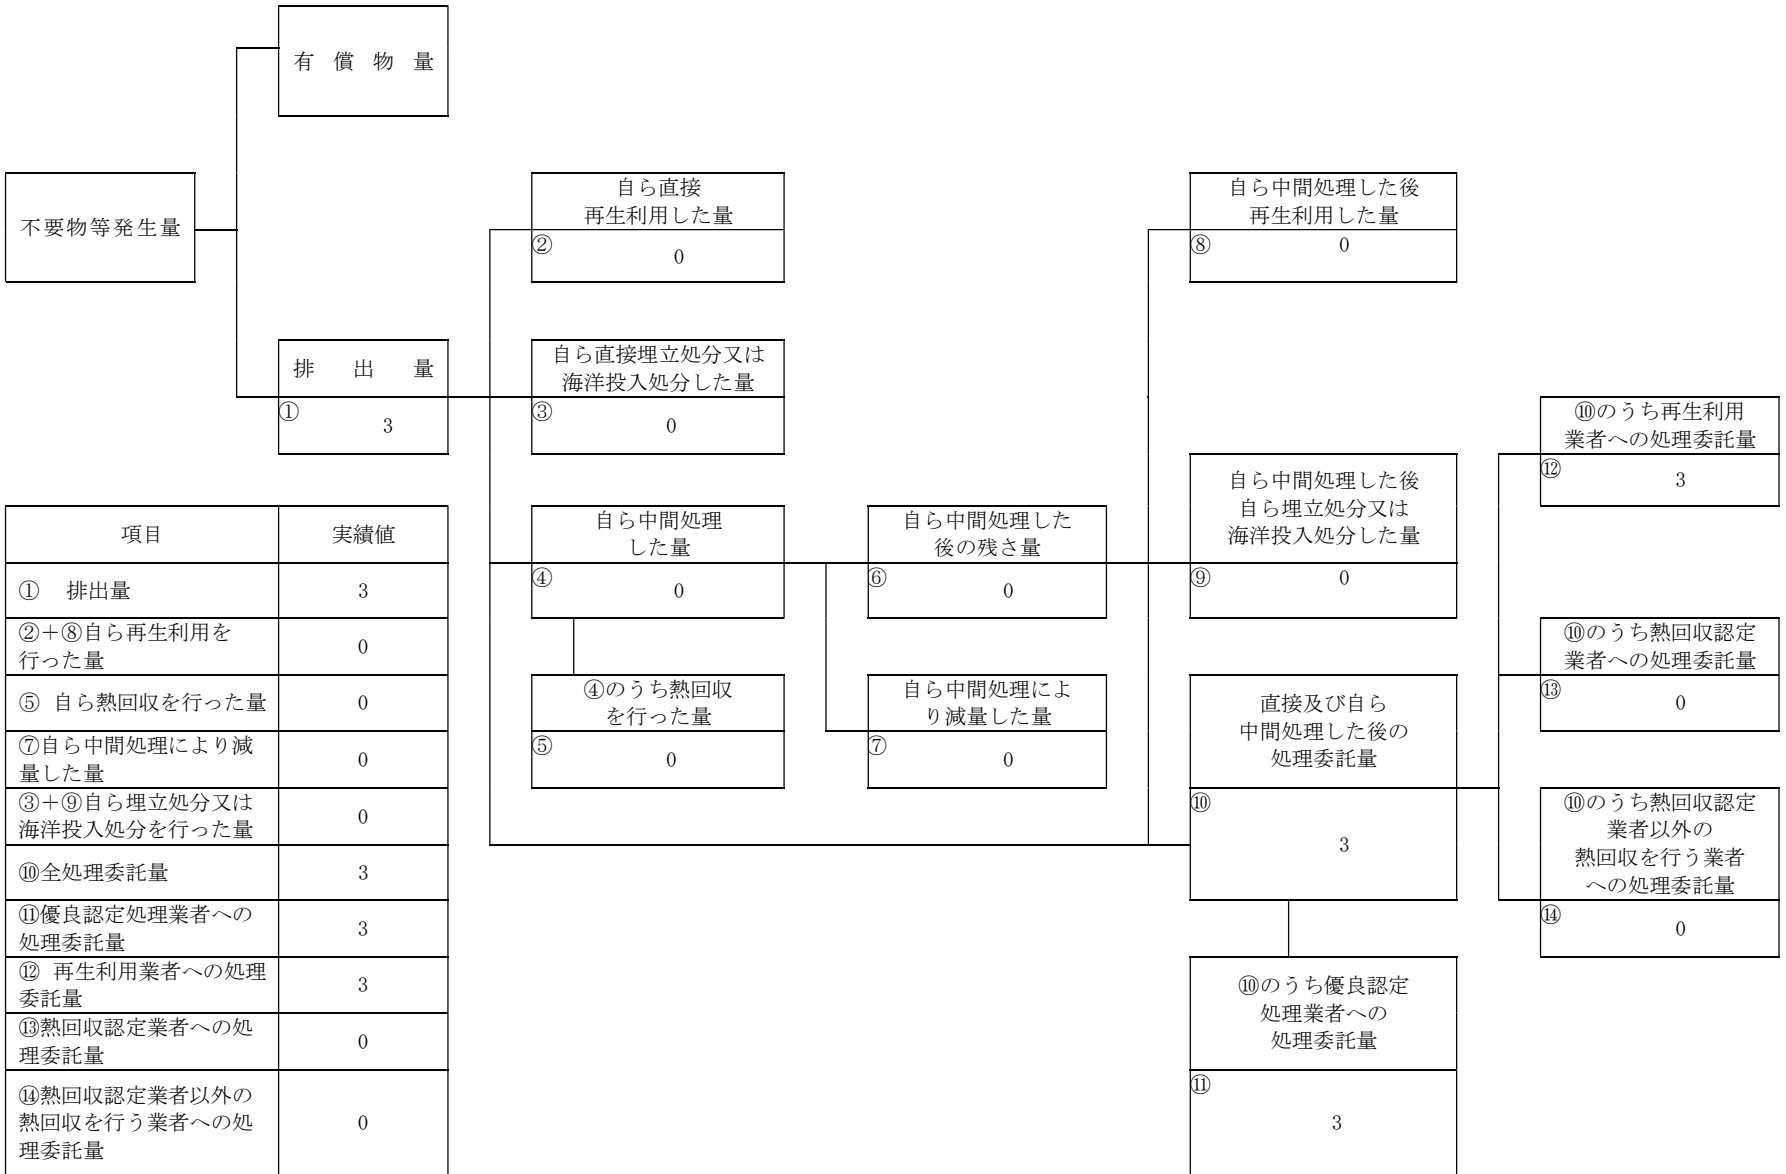 有 償 物 量
不要物等発生量
自ら直接
再生利用した量
②
0
自ら中間処理した後
再生利用した量
⑧
0
排 出 量
①
3
自ら直接埋立処分又は
海洋投入処分した量
③
0
⑩のうち再生利用
業者への処理委託量
⑫
3
自ら中間処理
した量
④
0
自ら中間処理した
後の残さ量
⑥
0
自ら中間処理した後
自ら埋立処分又は
海洋投入処分した量
⑨
0
⑩のうち熱回収認定
業者への処理委託量
⑬
0
④のうち熱回収
を行った量
⑤
0
自ら中間処理によ
り減量した量
⑦
0
直接及び自ら
中間処理した後の
処理委託量
⑩
3
⑩のうち熱回収認定
業者以外の
熱回収を行う業者
への処理委託量
⑭
0
⑩のうち優良認定
処理業者への
処理委託量
⑪
3
項目 実績値
① 排出量 3
②+⑧自ら再生利用を
行った量
0
⑤ 自ら熱回収を行った量 0
⑦自ら中間処理により減
量した量
0
③+⑨自ら埋立処分又は
海洋投入処分を行った量
0
⑩全処理委託量 3
⑪優良認定処理業者への
処理委託量
3
⑫ 再生利用業者への処理
委託量
3
⑬熱回収認定業者への処
理委託量
0
⑭熱回収認定業者以外の
熱回収を行う業者への処
理委託量
0